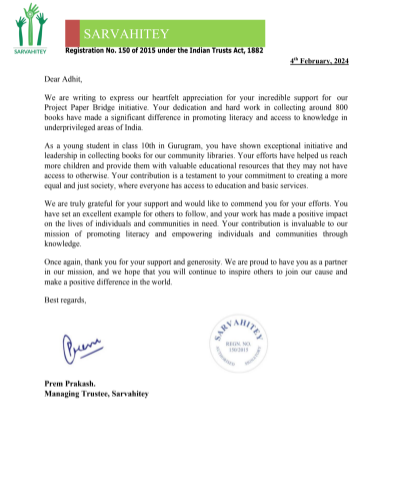 SARVAHITEY
SARVAHITEY
Registration No. 150 of 2015 under the Indian Trusts Act, 1882
4th February, 2024
Dear Adhit,
We are writing to express our heartfelt appreciation for your incredible support for our
Project Paper Bridge initiative. Your dedication and hard work in collecting around 800
books have made a significant difference in promoting literacy and access to knowledge in
underprivileged areas of India.
As a young student in class 10th in Gurugram, you have shown exceptional initiative and
leadership in collecting books for our community libraries. Your efforts have helped us reach
more children and provide them with valuable educational resources that they may not have
access to otherwise. Your contribution is a testament to your commitment to creating a more
equal and just society, where everyone has access to education and basic services.
We are truly grateful for your support and would like to commend you for your efforts. You
have set an excellent example for others to follow, and your work has made a positive impact
on the lives of individuals and communities in need. Your contribution is invaluable to our
mission of promoting literacy and empowering individuals and communities through
knowledge.
Once again, thank you for your support and generosity. We are proud to have you as a partner
in our mission, and we hope that you will continue to inspire others to join our cause and
make a positive difference in the world.
Best regards,
Prem
SARVAHITEY
REGN. NO.
150/2015
Prem Prakash,
Managing Trustee, Sarvahitey